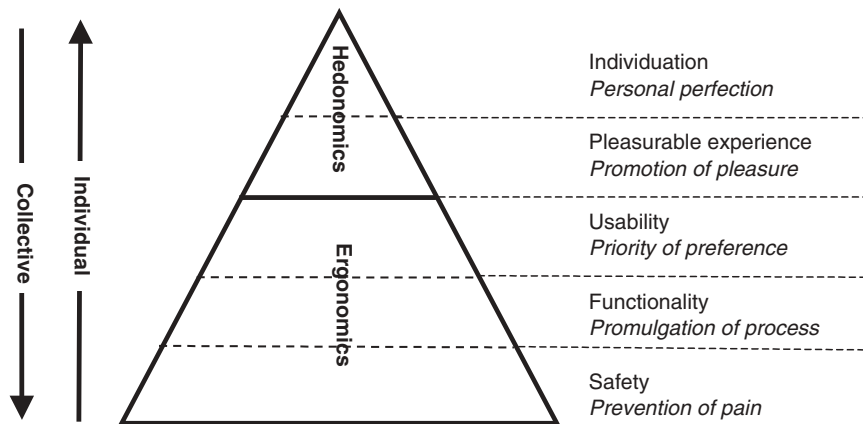 Collective
Individual
Hedonomics
Ergonomics
Individuation
Personal perfection
Pleasurable experience
Promotion of pleasure
Usability
Priority of preference
Functionality
Promulgation of process
Safety
Prevention of pain